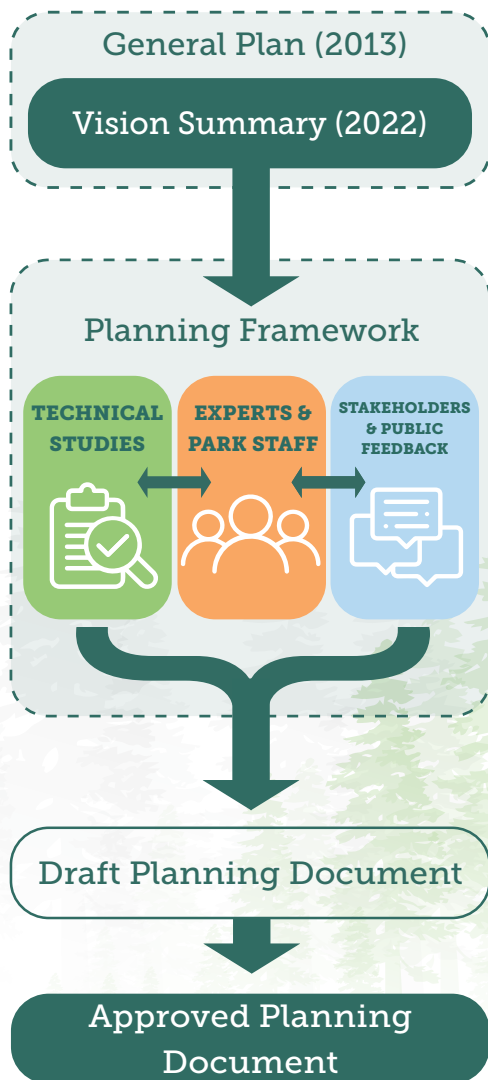 General Plan (2013)
Vision Summary (2022)
Planning Framework
TECHNICAL
STUDIES
EXPERTS &
PARK STAFF
STAKEHOLDERS
& PUBLIC
FEEDBACK
Draft Planning Document
Approved Planning
Document